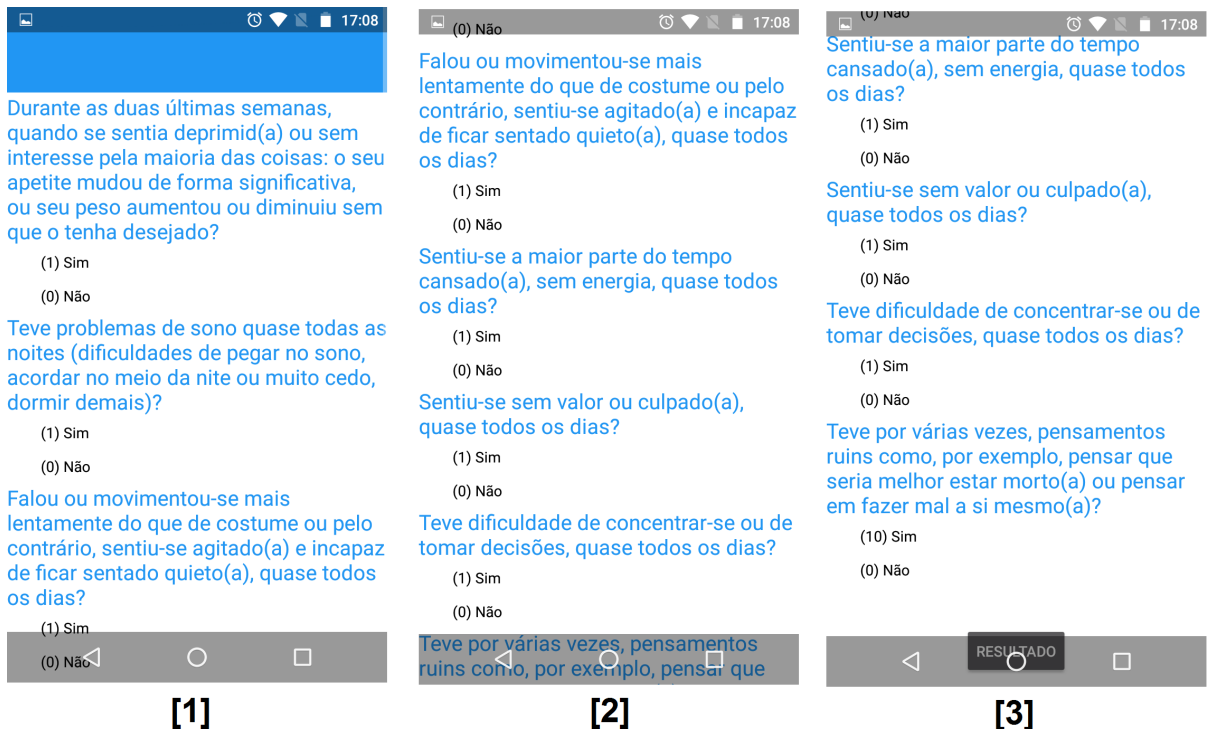 17:08
Durante as duas últimas semanas,
quando se sentia deprimid(a) ou sem
interesse pela maioria das coisas: o seu
apetite mudou de forma significativa,
ou seu peso aumentou ou diminuiu sem
que o tenha desejado?
(1) Sim
(0) Não
Teve problemas de sono quase todas as
noites (dificuldades de pegar no sono,
acordar no meio da nite ou muito cedo,
dormir demais)?
(1) Sim
(0) Não
Falou ou movimentou-se mais
lentamente do que de costume ou pelo
contrário, sentiu-se agitado(a) e incapaz
de ficar sentado quieto(a), quase todos
os dias?
(1) Sim
(0) Não
[1]
17:08
(0) Não
Falou ou movimentou-se mais
lentamente do que de costume ou pelo
contrário, sentiu-se agitado(a) e incapaz
de ficar sentado quieto(a), quase todos
os dias?
(1) Sim
(0) Não
Sentiu-se a maior parte do tempo
cansado(a), sem energia, quase todos
os dias?
(1) Sim
(0) Não
Sentiu-se sem valor ou culpado(a),
quase todos os dias?
(1) Sim
(0) Não
Teve dificuldade de concentrar-se ou de
tomar decisões, quase todos os dias?
(1) Sim
(0) Não
Teve por várias vezes, pensamentos
ruins como, por exemplo, pensar que
[2]
(0) Não
17:08
Sentiu-se a maior parte do tempo
cansado(a), sem energia, quase todos
os dias?
(1) Sim
(0) Não
Sentiu-se sem valor ou culpado(a),
quase todos os dias?
(1) Sim
(0) Não
Teve dificuldade de concentrar-se ou de
tomar decisões, quase todos os dias?
(1) Sim
(0) Não
Teve por várias vezes, pensamentos
ruins como, por exemplo, pensar que
seria melhor estar morto(a) ou pensar
em fazer mal a si mesmo(a)?
(10) Sim
(0) Não
RESULTADO
[3]